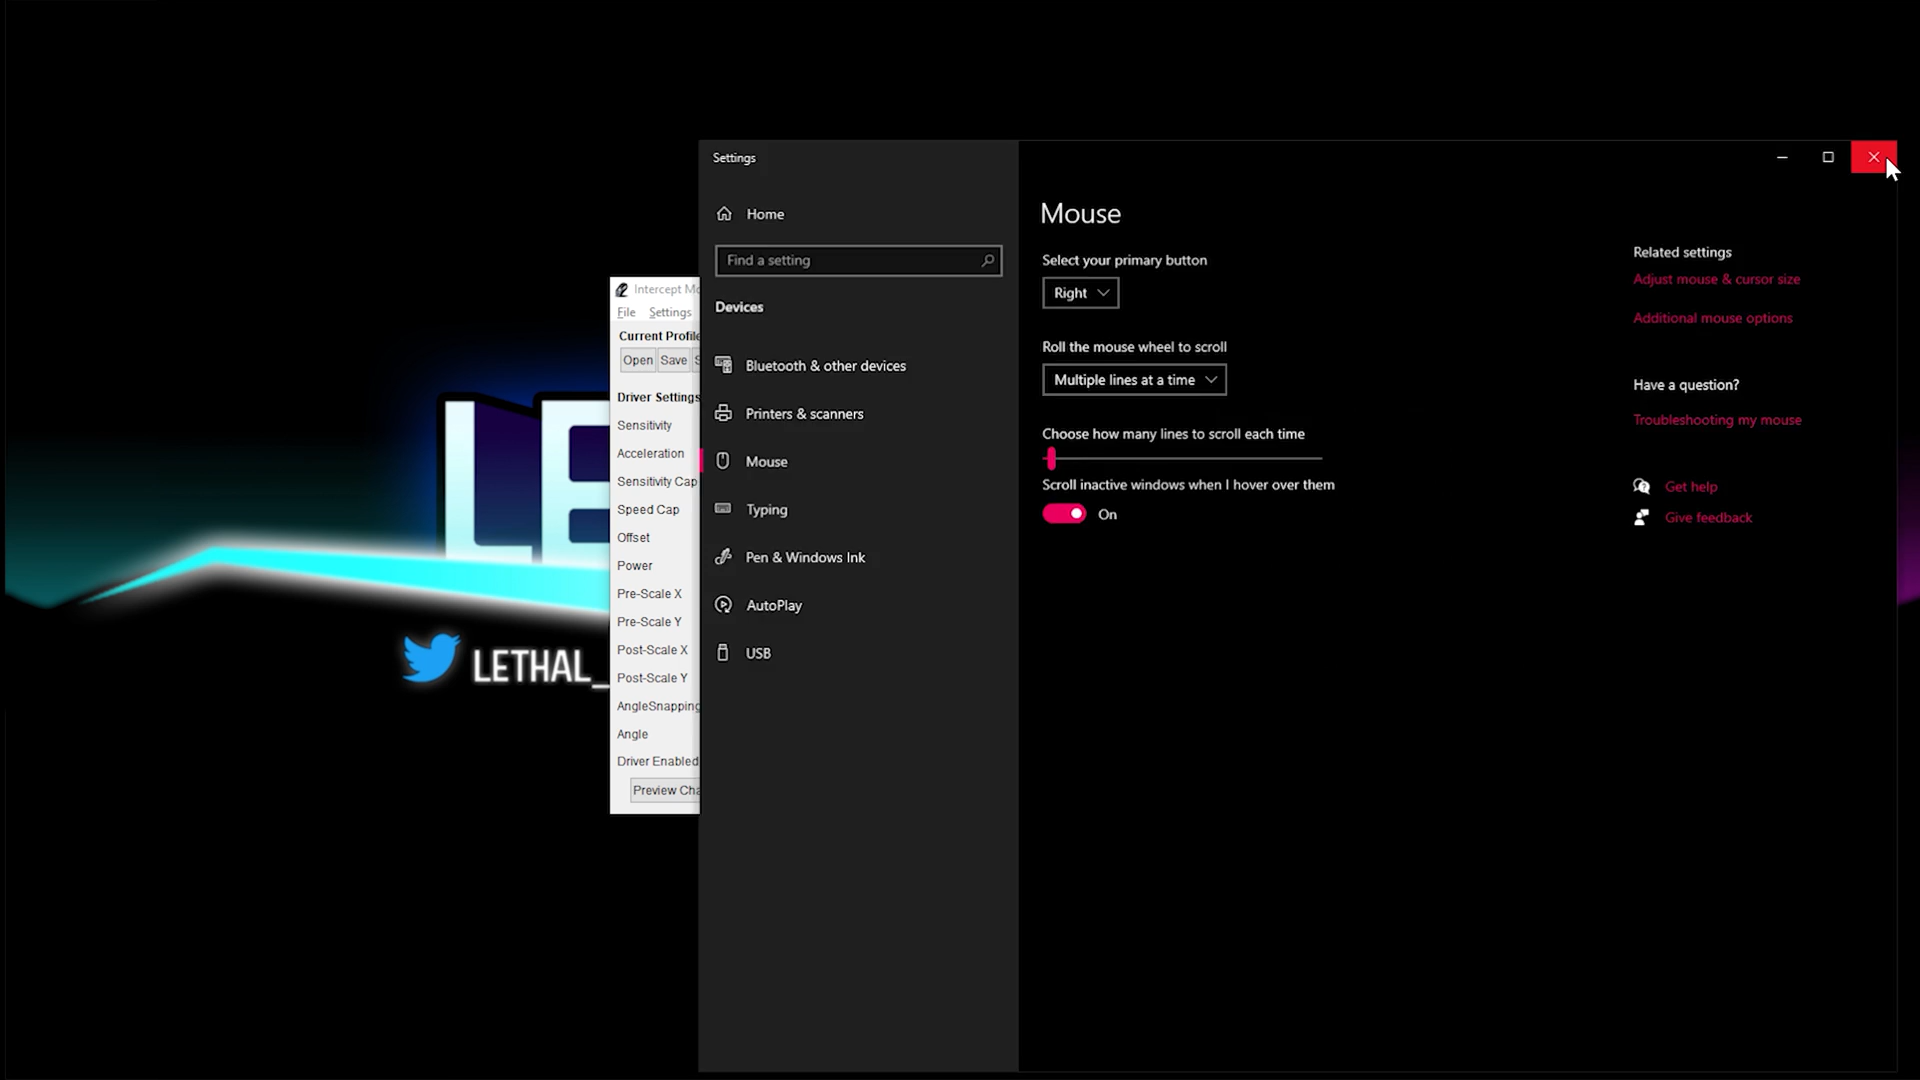 Settings
Home
Find a setting
Devices
Bluetooth & other devices
Printers & scanners
Mouse
Typing
Pen & Windows Ink
AutoPlay
USB
Mouse
Select your primary button
Right
Roll the mouse wheel to scroll
Multiple lines at a time
Choose how many lines to scroll each time
Scroll inactive windows when I hover over them
On
Related settings
Adjust mouse & cursor size
Additional mouse options
Have a question?
Troubleshooting my mouse
Get help
Give feedback
Intercept
File Settings
Current Profile
Open Save
Driver Settings
Sensitivity
Acceleration
Sensitivity Cap
Speed Cap
Offset
Power
Pre-Scale X
Pre-Scale Y
Post-Scale X
Post-Scale Y
AngleSnapping
Angle
Driver Enabled
Preview
LE
LETHAL_